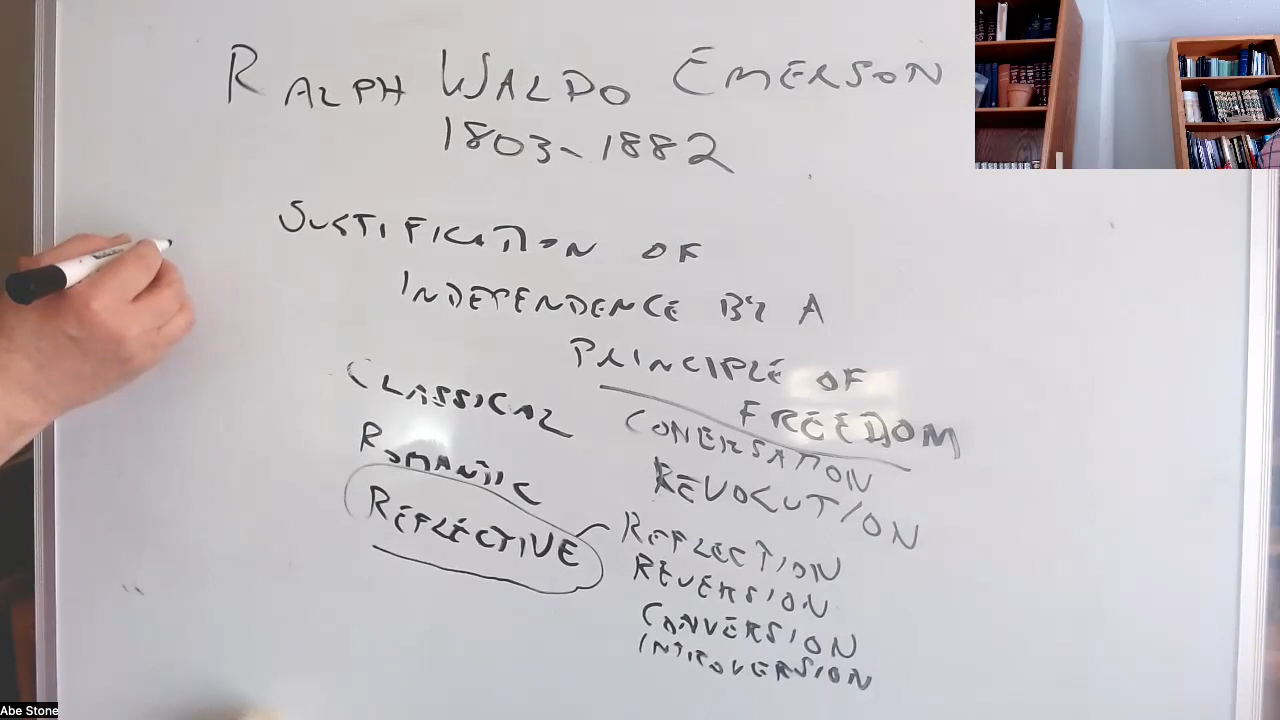 RALPH WALDO EMERSON
1803-1882
JUSTIFICATION OF
INDEPENDENCE BY A
PRINCIPLE OF
FREEDOM
CLASSICAL
ROMANTIC
REFLECTIVE
CONERSATION
REVOLUTION
REFLECTION
REVERSION
CONVERSION
INTROVERSION
Abe Stone